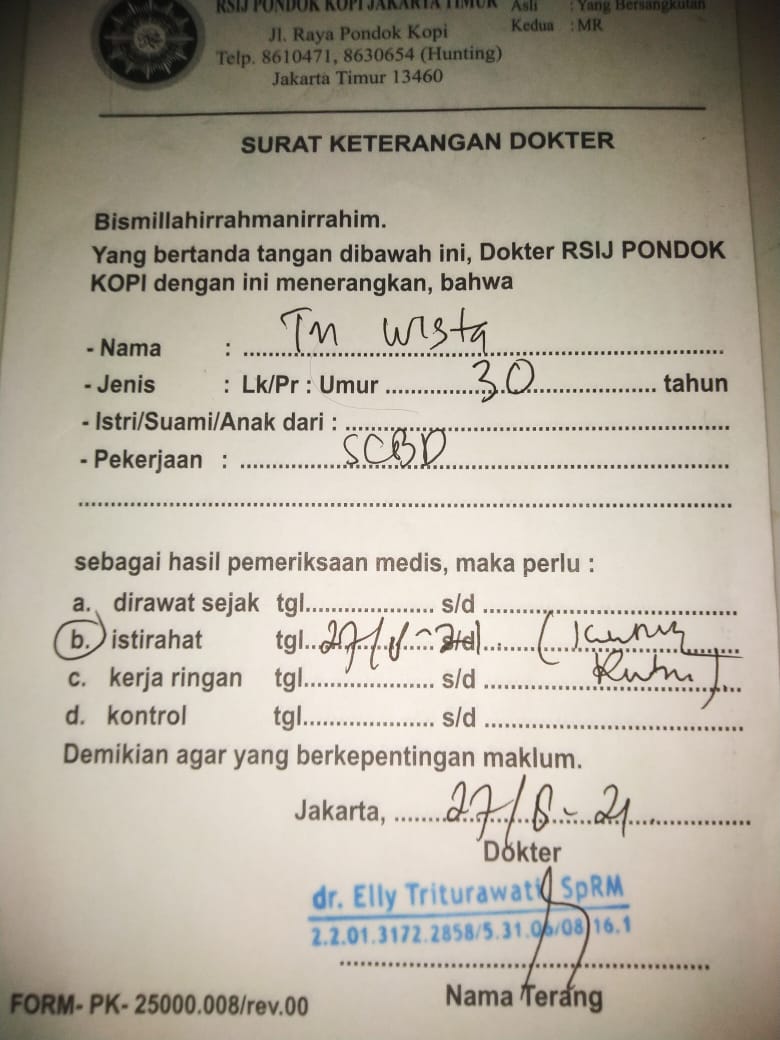 RSIJ PONDOK KOPI JAKARTA TIMUR
Asli : Yang Bersangkutan
Kedua : MR
Jl. Raya Pondok Kopi
Telp. 8610471, 8630654 (Hunting)
Jakarta Timur 13460
SURAT KETERANGAN DOKTER
Bismillahirrahmanirrahim.
Yang bertanda tangan dibawah ini, Dokter RSIJ PONDOK
KOPI dengan ini menerangkan, bahwa
- Nama : Tn Wista
- Jenis : Lk/Pr : Umur 30 tahun
- Istri/Suami/Anak dari :
- Pekerjaan : SCBD
sebagai hasil pemeriksaan medis, maka perlu :
a. dirawat sejak tgl. s/d
b. istirahat tgl. 27/8 - 21
c. kerja ringan tgl. s/d
d. kontrol tgl. s/d
Demikian agar yang berkepentingan maklum.
Jakarta, 27/8-21
Dokter
dr. Elly Triturawati SpRM
2.2.01.3172.2858/5.31.06/08/16.1
Nama Terang
FORM- PK- 25000.008/rev.00